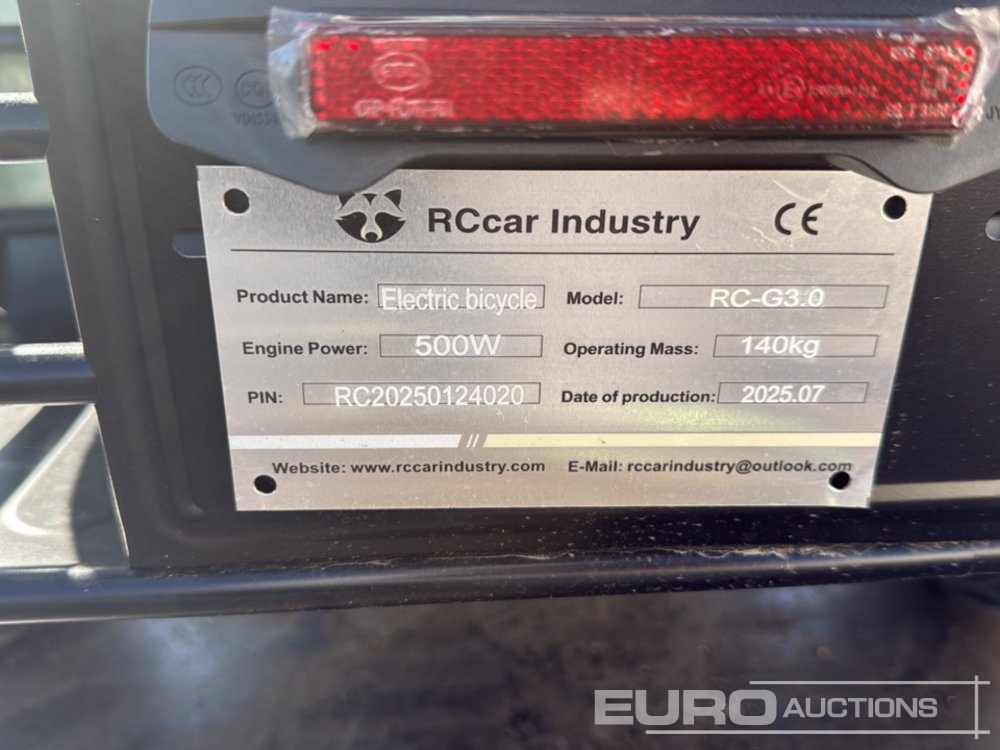 RCcar Industry CE
Product Name: Electric bicycle Model: RC-G3.0
Engine Power: 500W Operating Mass: 140kg
PIN: RC20250124020 Date of production: 2025.07
Website: www.rccarindustry.com E-Mail: rccarindustry@outlook.com
EURO AUCTIONS